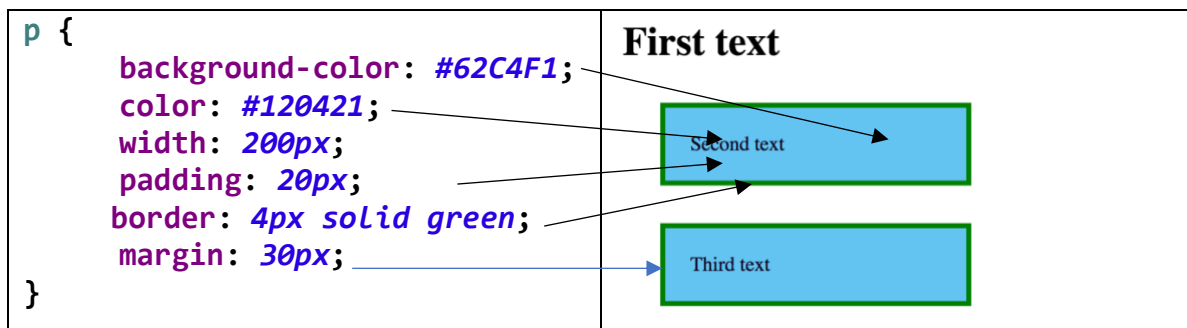 p {
background-color: #62C4F1;
color: #120421;
width: 200px;
padding: 20px;
border: 4px solid green;
margin: 30px;
}
First text
Second text
Third text